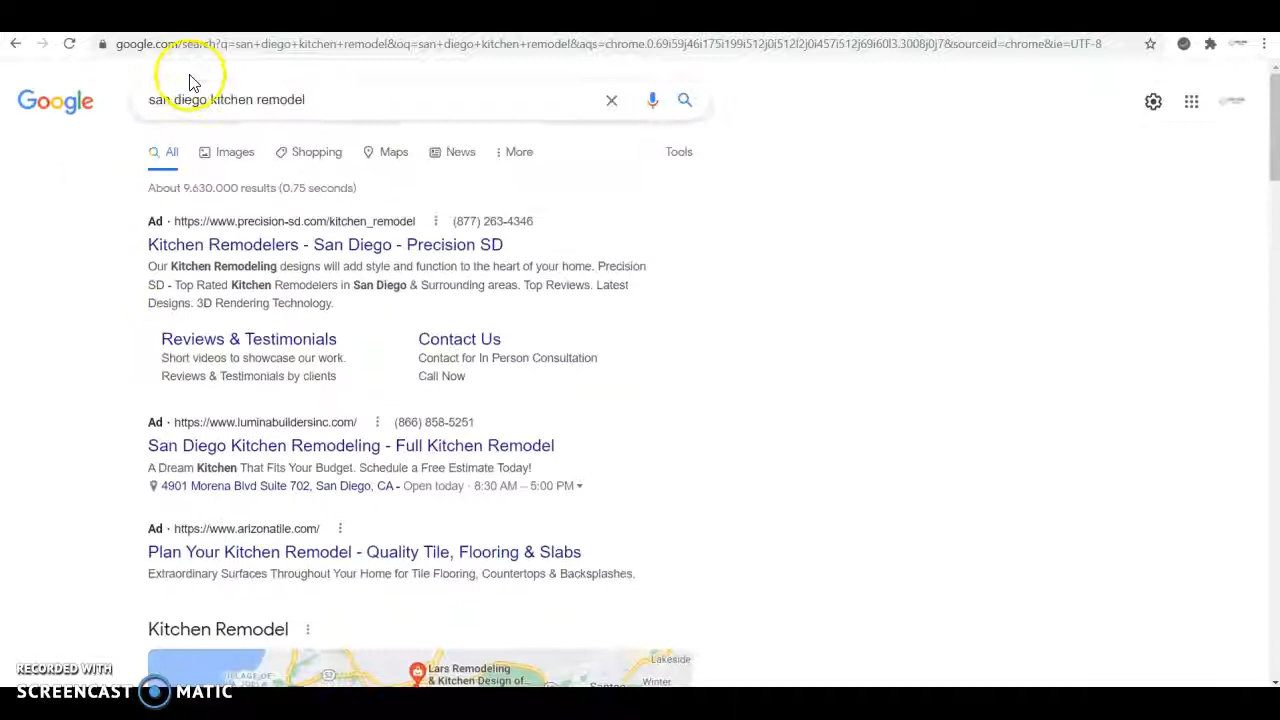 google.com/search?q=san+diego+kitchen+remodel&oq=san+diego+kitchen+remodel&aqs=chrome.0.69i59j46i175i199i512j0i512l2j0i457i512j69i60l3.3008j0j7&sourceid=chrome&ie=UTF-8
Google
san diego kitchen remodel
All Images Shopping Maps News More Tools
About 9.630.000 results (0.75 seconds)
Ad · https://www.precision-sd.com/kitchen_remodel (877) 263-4346
Kitchen Remodelers - San Diego - Precision SD
Our Kitchen Remodeling designs will add style and function to the heart of your home. Precision
SD - Top Rated Kitchen Remodelers in San Diego & Surrounding areas. Top Reviews. Latest
Designs. 3D Rendering Technology.
Reviews & Testimonials
Short videos to showcase our work.
Reviews & Testimonials by clients
Contact Us
Contact for In Person Consultation
Call Now
Ad · https://www.luminabuildersinc.com/ (866) 858-5251
San Diego Kitchen Remodeling - Full Kitchen Remodel
A Dream Kitchen That Fits Your Budget. Schedule a Free Estimate Today!
4901 Morena Blvd Suite 702, San Diego, CA - Open today · 8:30 AM – 5:00 PM
Ad · https://www.arizonatile.com/
Plan Your Kitchen Remodel - Quality Tile, Flooring & Slabs
Extraordinary Surfaces Throughout Your Home for Tile Flooring, Countertops & Backsplashes.
Kitchen Remodel
Lars Remodeling
& Kitchen Design of...
Lakeside
Winter
52
RECORDED WITH
SCREENCAST MATIC